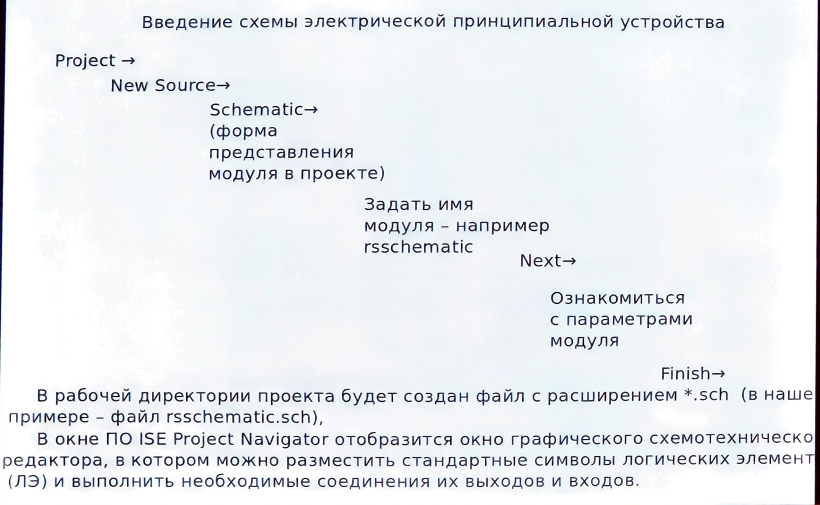 Введение схемы электрической принципиальной устройства
Project →
New Source→
Schematic→
(форма
представления
модуля в проекте)
Задать имя
модуля – например
rsschematic
Next→
Ознакомиться
с параметрами
модуля
Finish→
В рабочей директории проекта будет создан файл с расширением *.sch (в наше
примере – файл rsschematic.sch),
В окне ПО ISE Project Navigator отобразится окно графического схемотехническо
редактора, в котором можно разместить стандартные символы логических элемент
(ЛЭ) и выполнить необходимые соединения их выходов и входов.